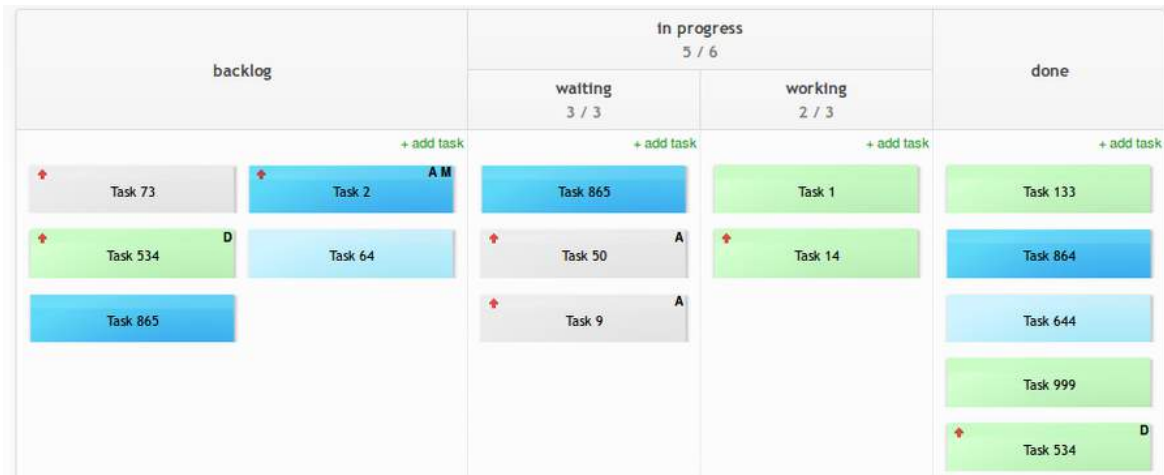 backlog
in progress
5 / 6
waiting
3 / 3
working
2 / 3
done
+ add task
+ add task
+ add task
+ add task
Task 73
A M
Task 2
Task 865
Task 1
Task 133
D
Task 534
Task 64
A
Task 50
Task 14
Task 864
Task 865
A
Task 9
Task 644
Task 999
D
Task 534